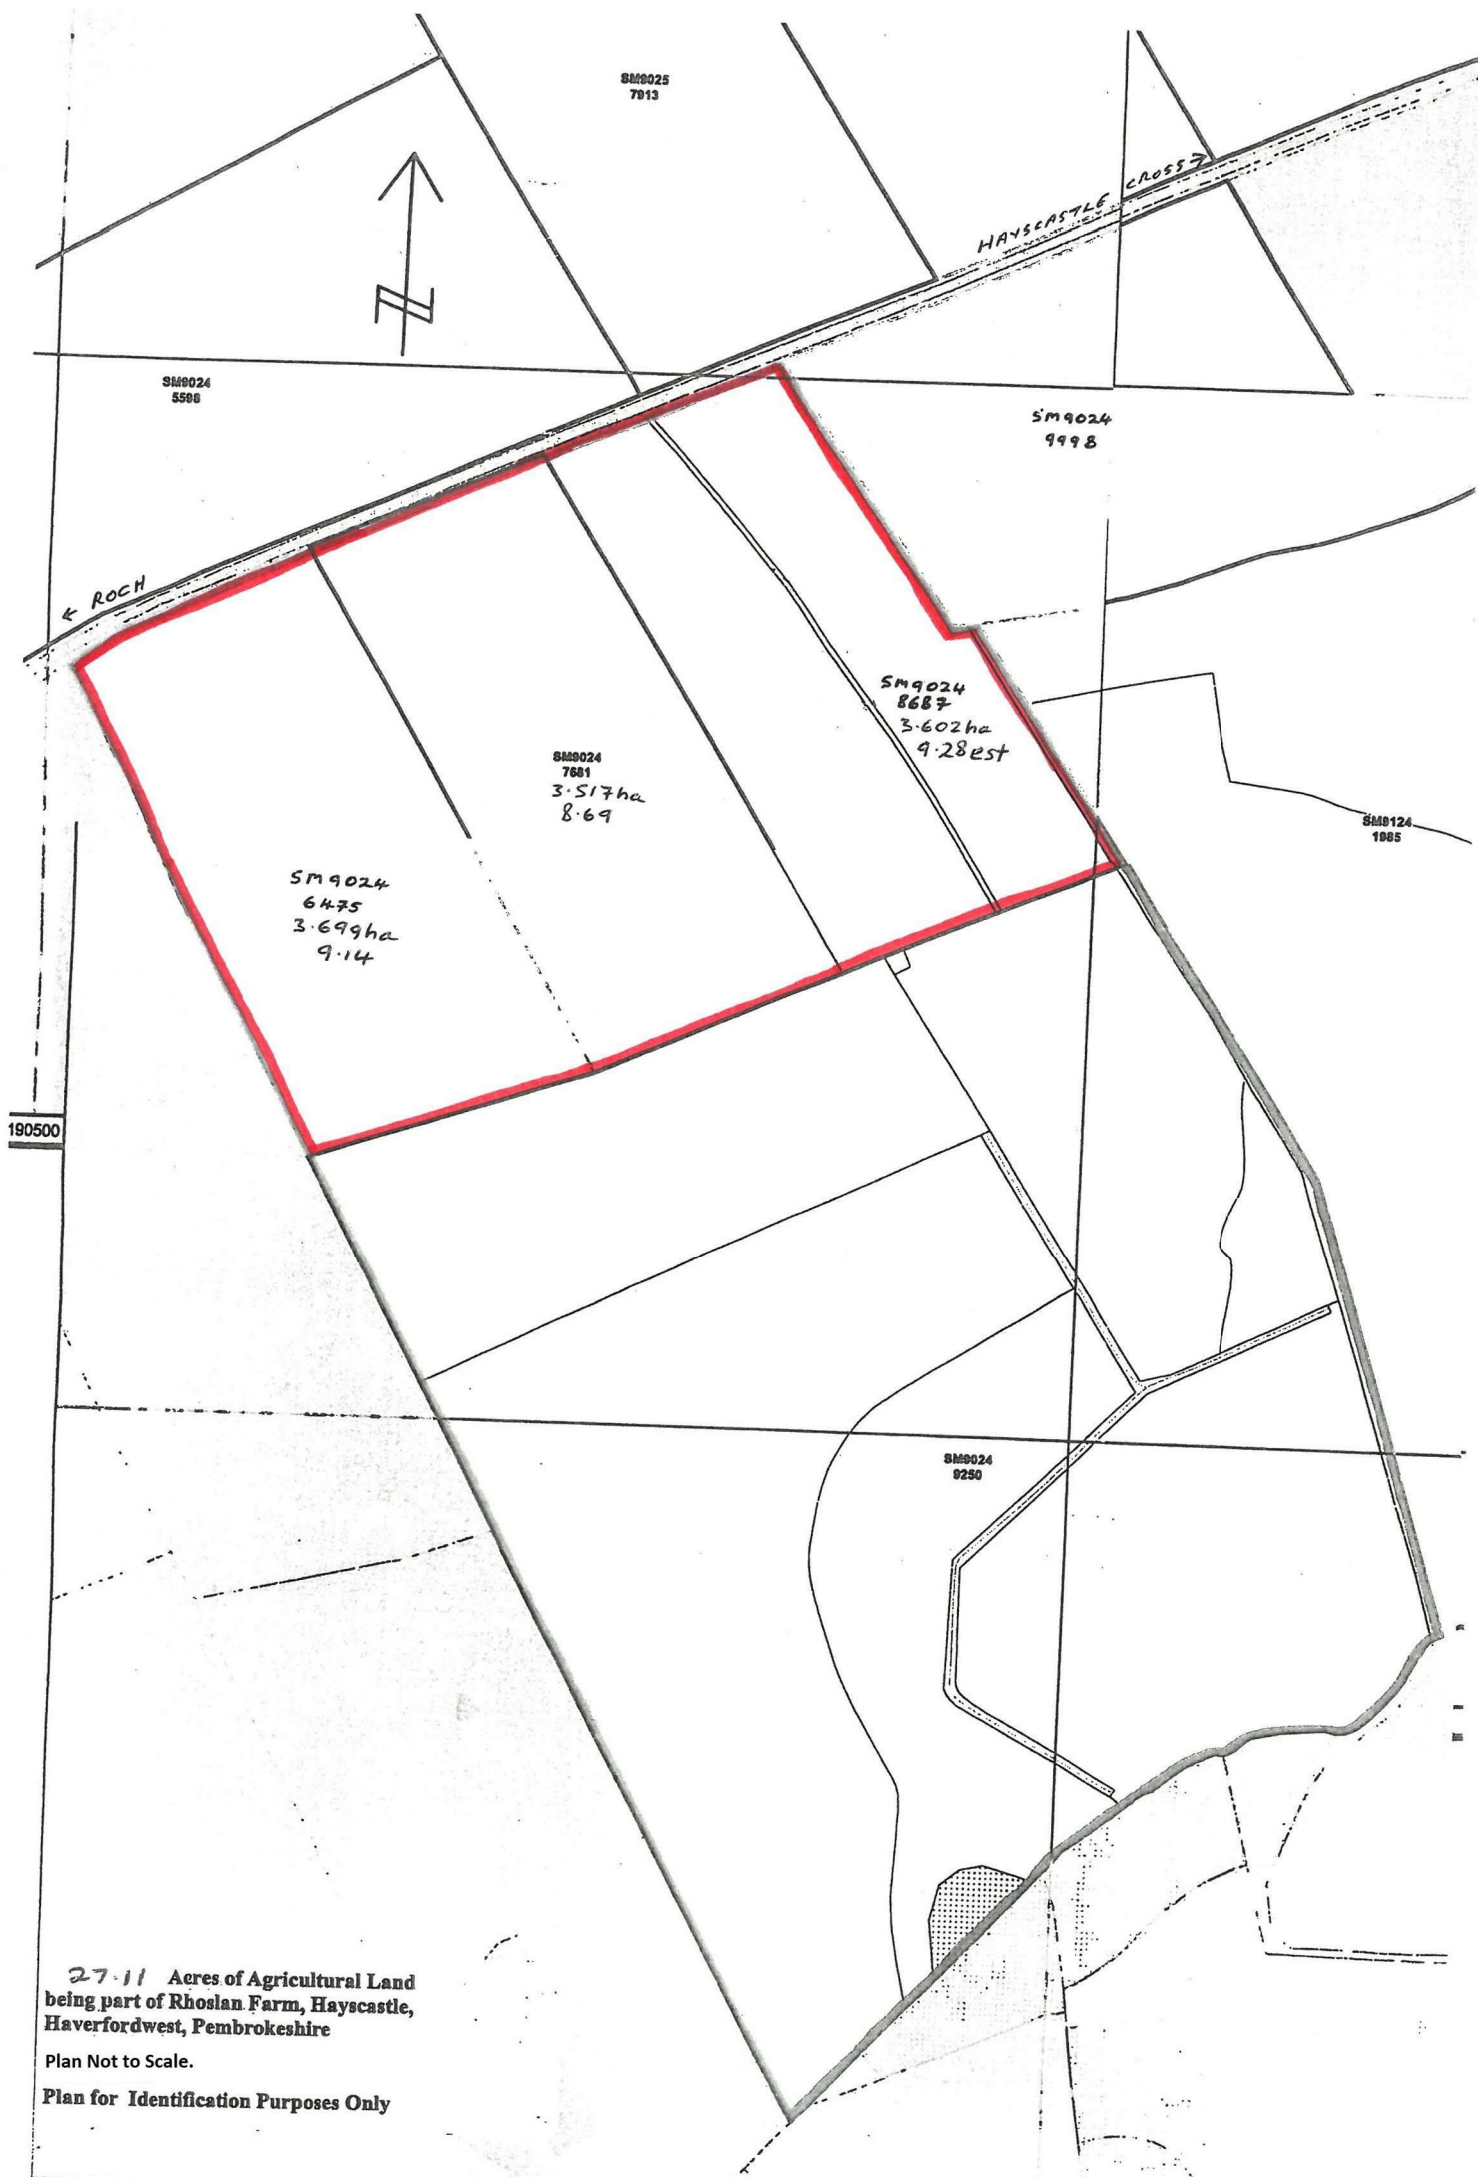 SM9025
7913
HAYSCASTLE CROSS →
N
SM9024
5598
SM9024
9998
← ROCH
SM9024
8687
3.602ha
9.28est
SM9024
7681
3.517ha
8.69
SM9124
1985
SM9024
6475
3.699ha
9.14
190500
SM9024
9250
27.11 Acres of Agricultural Land
being part of Rhoslan Farm, Hayscastle,
Haverfordwest, Pembrokeshire
Plan Not to Scale.
Plan for Identification Purposes Only